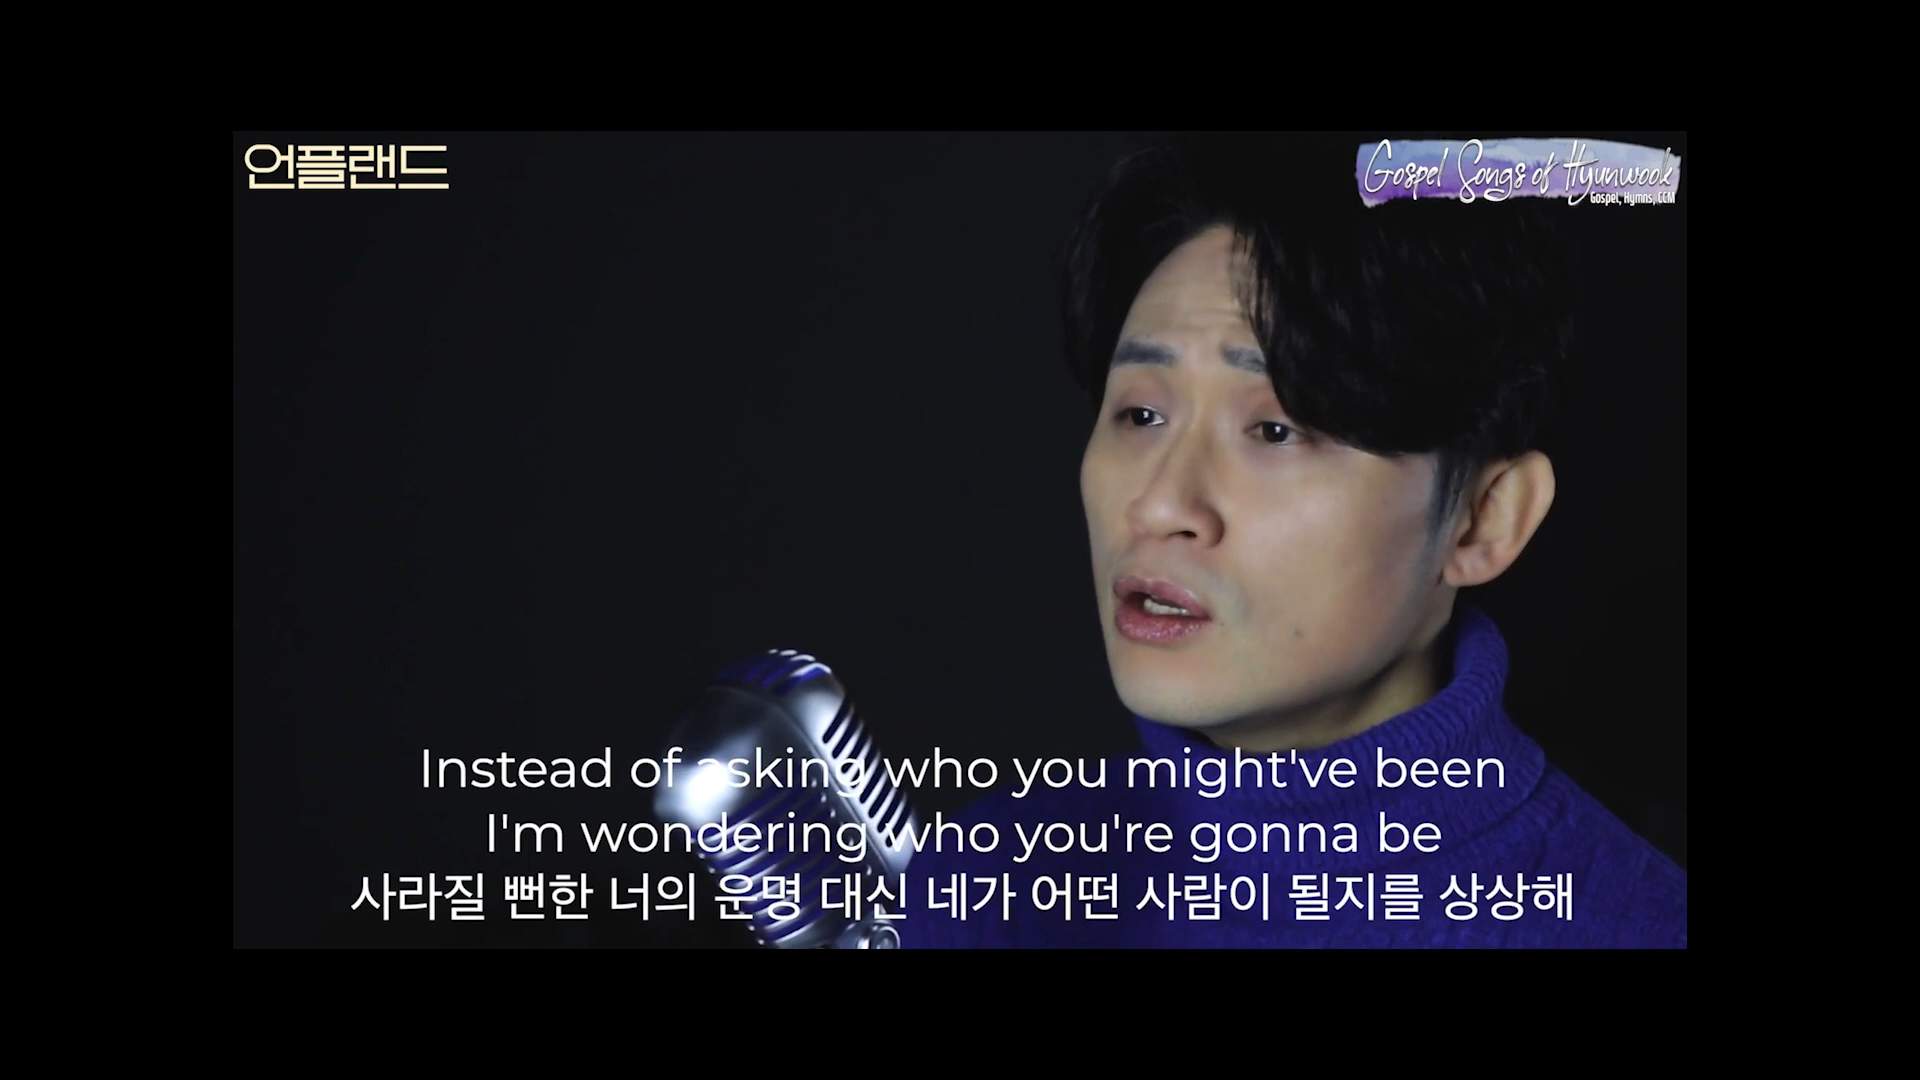 언플랜드
Gospel Songs of Hyunwook
Gospel, Hymns, CCM
Instead of asking who you might've been
I'm wondering who you're gonna be
사라질 뻔한 너의 운명 대신 네가 어떤 사람이 될지를 상상해